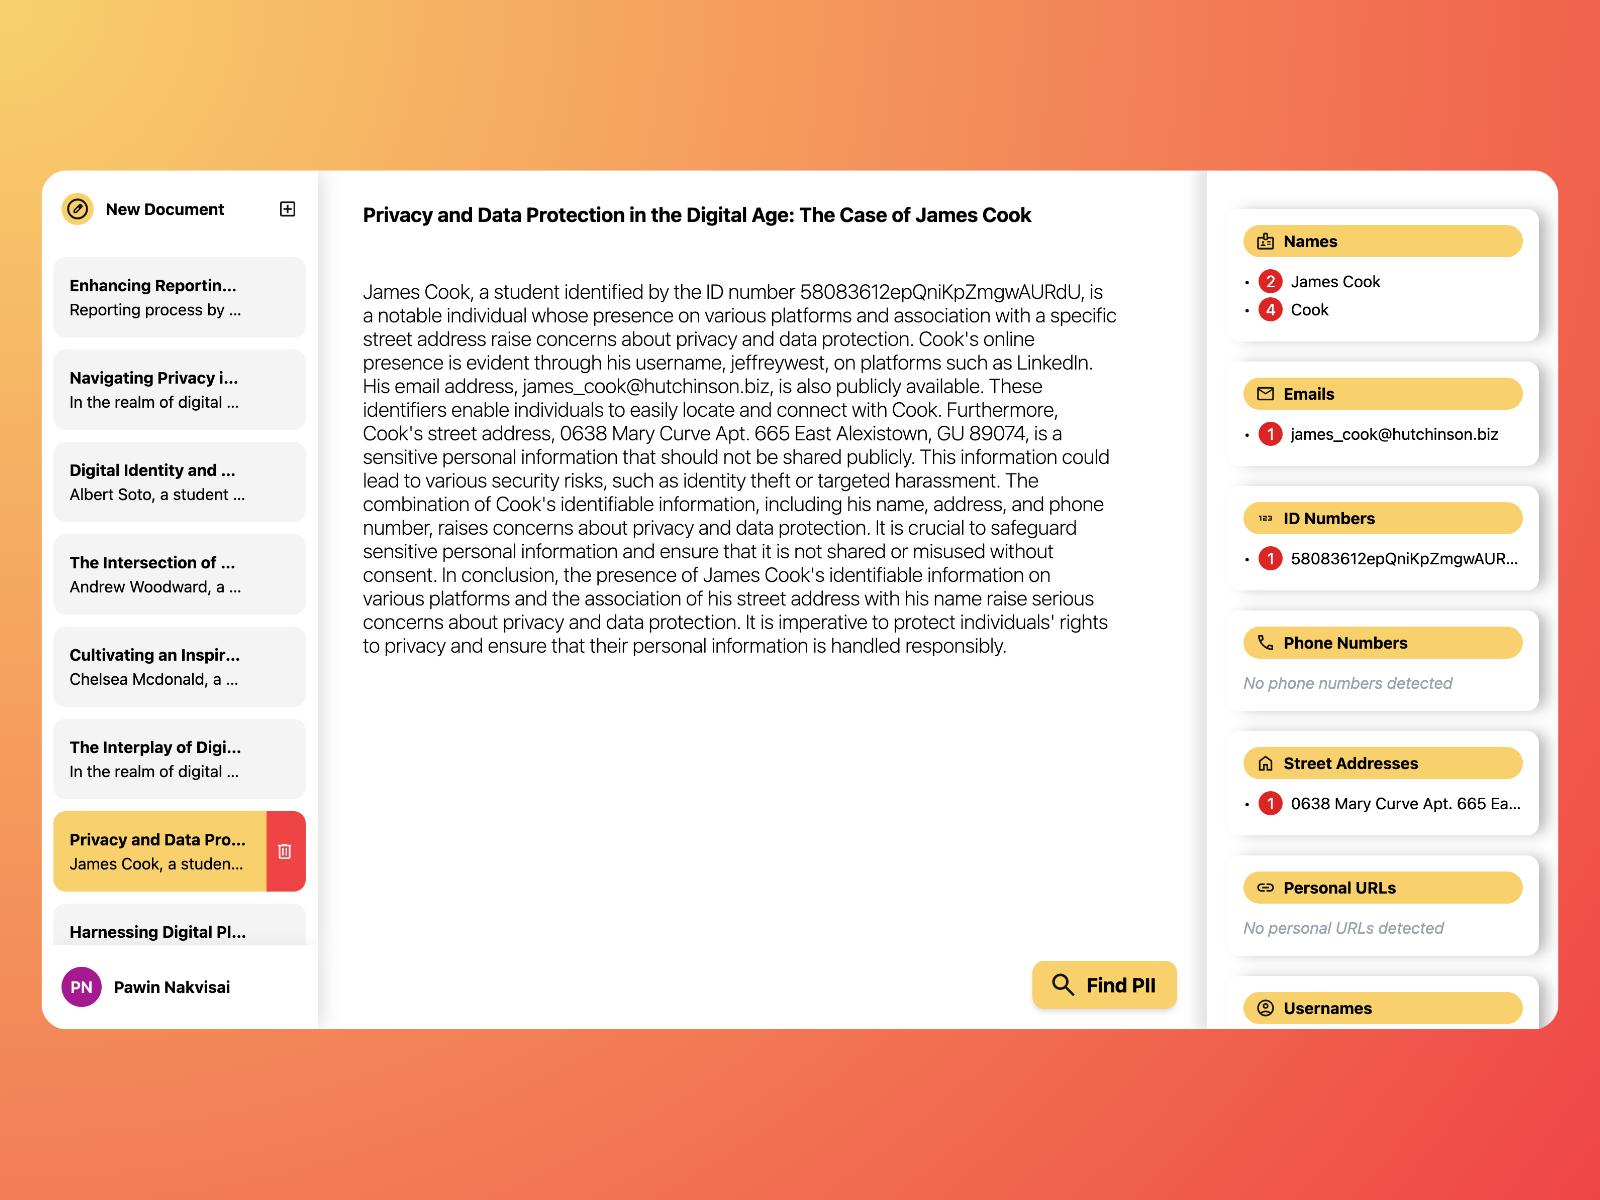 New Document
Enhancing Reportin...
Reporting process by ...
Navigating Privacy i...
In the realm of digital ...
Digital Identity and ...
Albert Soto, a student ...
The Intersection of ...
Andrew Woodward, a ...
Cultivating an Inspir...
Chelsea Mcdonald, a ...
The Interplay of Digi...
In the realm of digital ...
Privacy and Data Pro...
James Cook, a studen...
Harnessing Digital Pl...
PN
Pawin Nakvisai
Privacy and Data Protection in the Digital Age: The Case of James Cook
James Cook, a student identified by the ID number 58083612epQniKpZmgwAURdU, is
a notable individual whose presence on various platforms and association with a specific
street address raise concerns about privacy and data protection. Cook's online
presence is evident through his username, jeffreywest, on platforms such as LinkedIn.
His email address, james_cook@hutchinson.biz, is also publicly available. These
identifiers enable individuals to easily locate and connect with Cook. Furthermore,
Cook's street address, 0638 Mary Curve Apt. 665 East Alexistown, GU 89074, is a
sensitive personal information that should not be shared publicly. This information could
lead to various security risks, such as identity theft or targeted harassment. The
combination of Cook's identifiable information, including his name, address, and phone
number, raises concerns about privacy and data protection. It is crucial to safeguard
sensitive personal information and ensure that it is not shared or misused without
consent. In conclusion, the presence of James Cook's identifiable information on
various platforms and the association of his street address with his name raise serious
concerns about privacy and data protection. It is imperative to protect individuals' rights
to privacy and ensure that their personal information is handled responsibly.
Find PII
Names
2 James Cook
4 Cook
Emails
1 james_cook@hutchinson.biz
123 ID Numbers
1 58083612epQniKpZmgwAUR...
Phone Numbers
No phone numbers detected
Street Addresses
1 0638 Mary Curve Apt. 665 Ea...
Personal URLs
No personal URLs detected
Usernames